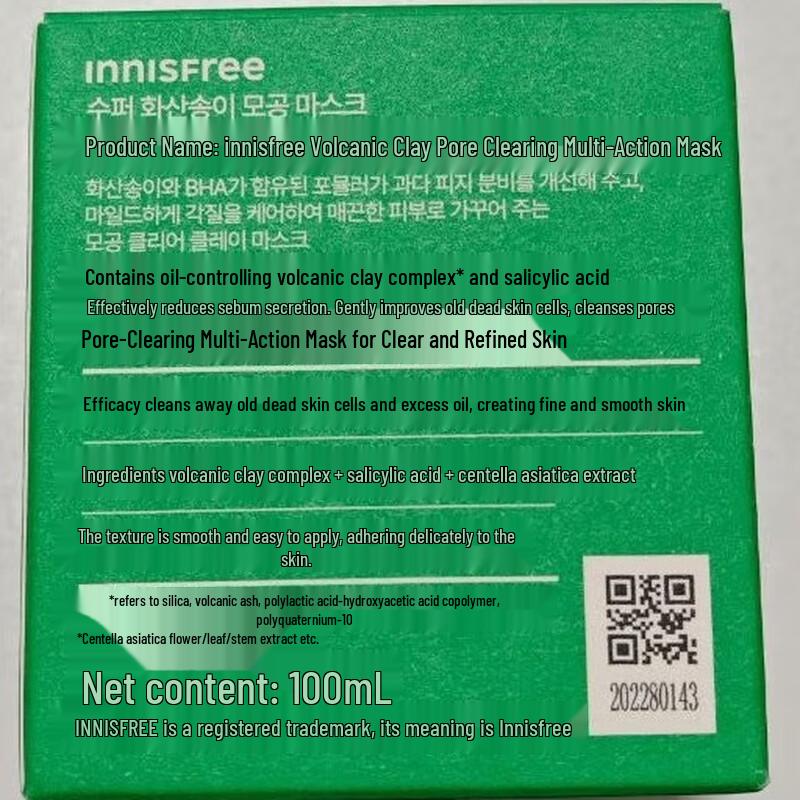 innisfree
수퍼 화산송이 모공 마스크
Product Name: innisfree Volcanic Clay Pore Clearing Multi-Action Mask
화산송이와 BHA가 함유된 포뮬러가 과다 피지 분비를 개선해 주고,
마일드하게 각질을 케어하여 매끈한 피부로 가꾸어 주는
모공 클리어 클레이 마스크
Contains oil-controlling volcanic clay complex* and salicylic acid
Effectively reduces sebum secretion. Gently improves old dead skin cells, cleanses pores
Pore-Clearing Multi-Action Mask for Clear and Refined Skin
Efficacy cleans away old dead skin cells and excess oil, creating fine and smooth skin
Ingredients volcanic clay complex + salicylic acid + centella asiatica extract
The texture is smooth and easy to apply, adhering delicately to the
skin.
*refers to silica, volcanic ash, polylactic acid-hydroxyacetic acid copolymer,
polyquaternium-10
*Centella asiatica flower/leaf/stem extract etc.
Net content: 100mL
INNISFREE is a registered trademark, its meaning is Innisfree
202280143